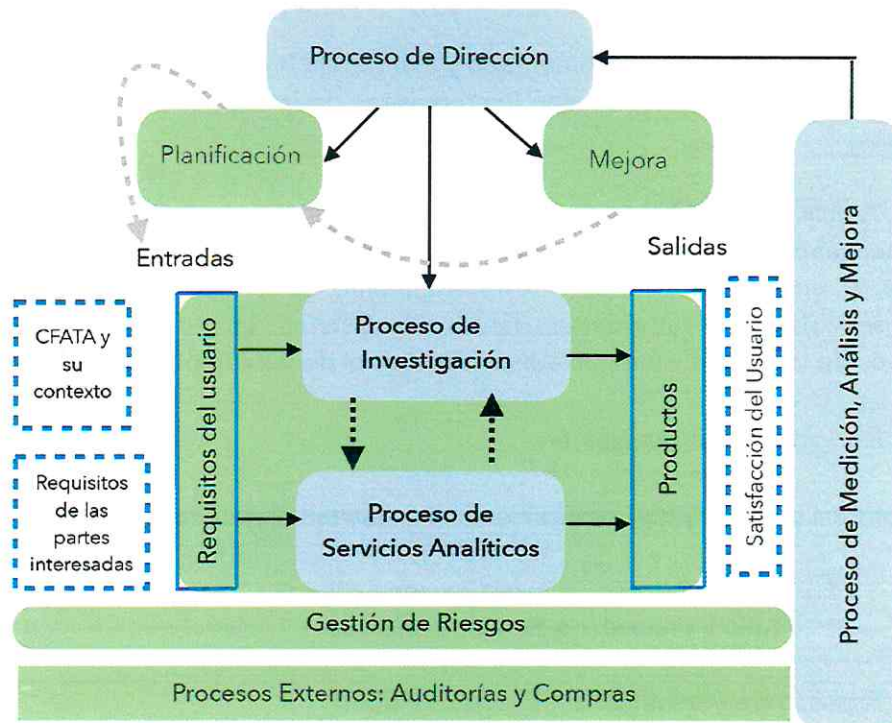 Proceso de Dirección
Planificación
Mejora
Entradas
Salidas
CFATA y
su
contexto
Requisitos
de las
partes
interesadas
Requisitos del usuario
Proceso de
Investigación
Proceso de
Servicios Analíticos
Productos
Satisfacción del Usuario
Proceso de Medición, Análisis y Mejora
Gestión de Riesgos
Procesos Externos: Auditorías y Compras